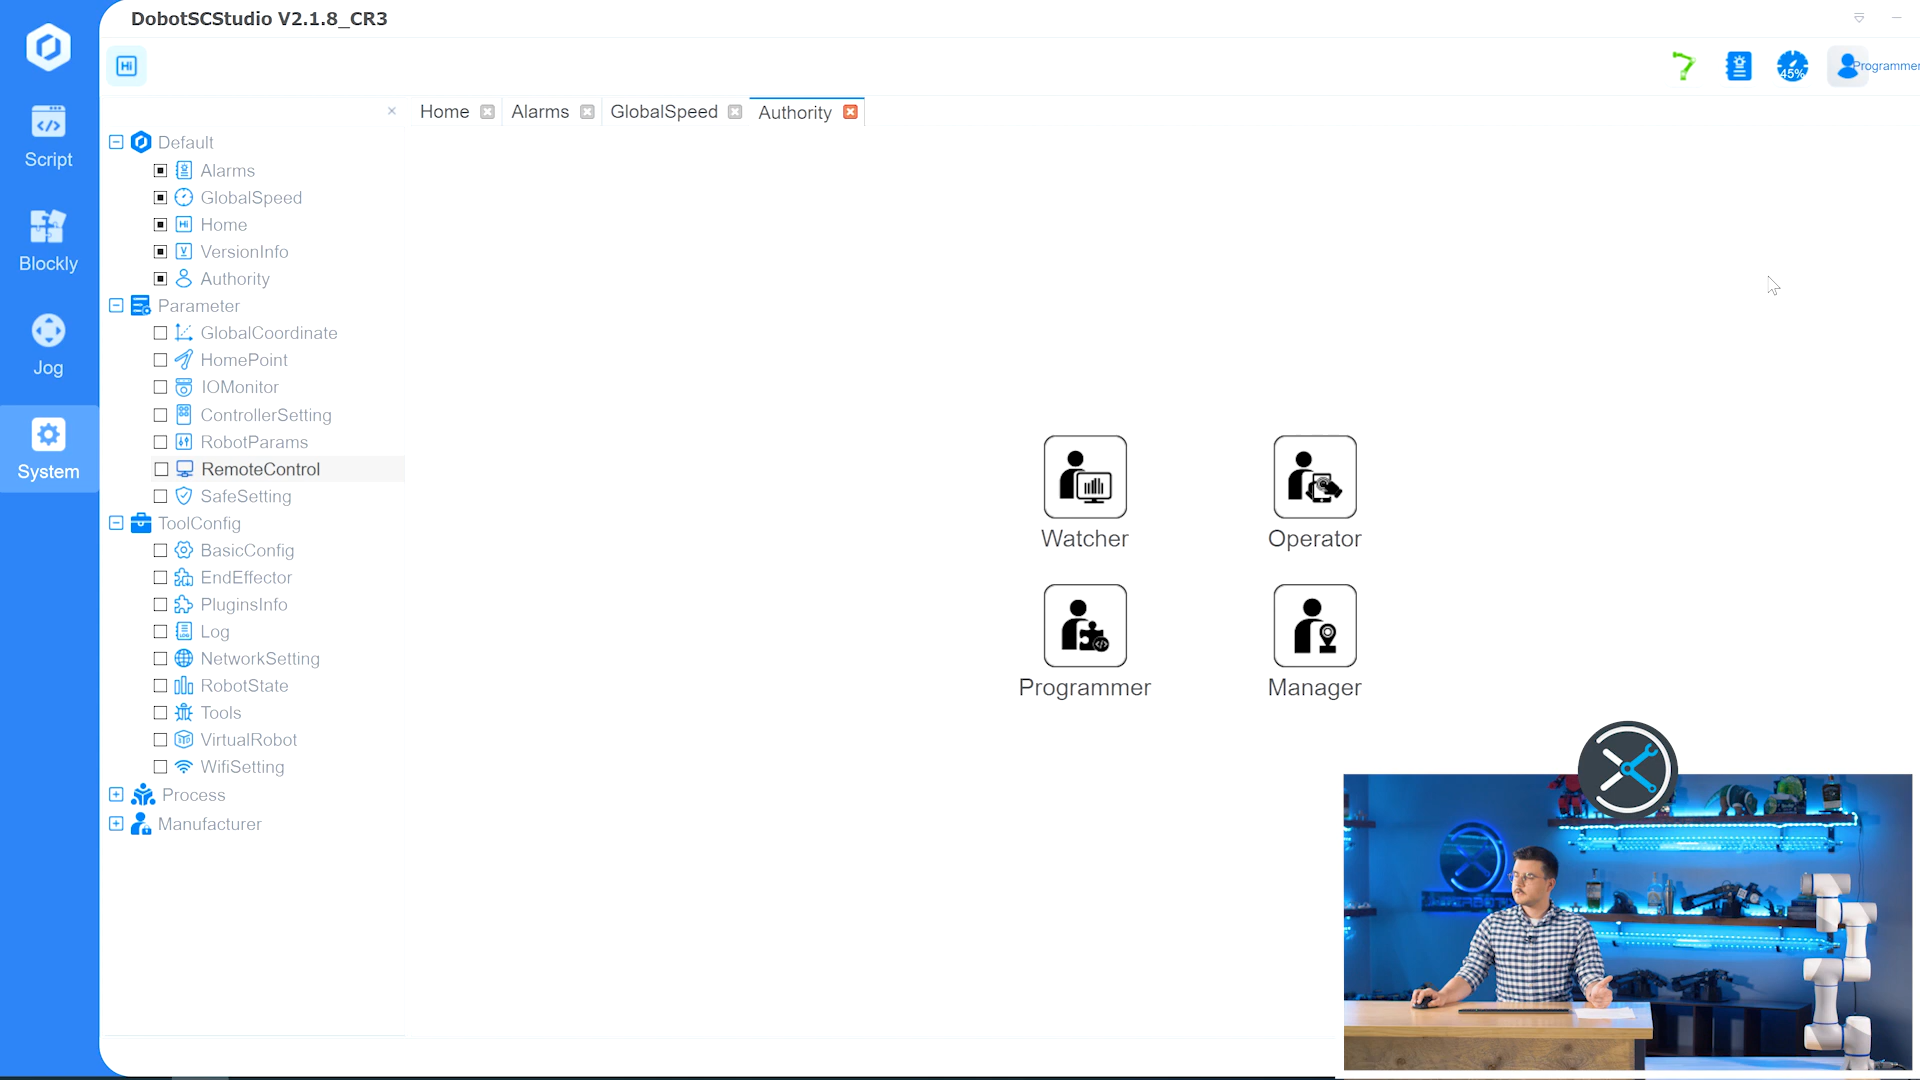 DobotSCStudio V2.1.8_CR3
Hi
45%
Programmer
Script
Blockly
Jog
System
Home
Alarms
GlobalSpeed
Authority
Default
Alarms
GlobalSpeed
Home
VersionInfo
Authority
Parameter
GlobalCoordinate
HomePoint
IOMonitor
ControllerSetting
RobotParams
RemoteControl
SafeSetting
ToolConfig
BasicConfig
EndEffector
PluginsInfo
Log
NetworkSetting
RobotState
Tools
VirtualRobot
WifiSetting
Process
Manufacturer
Watcher
Operator
Programmer
Manager